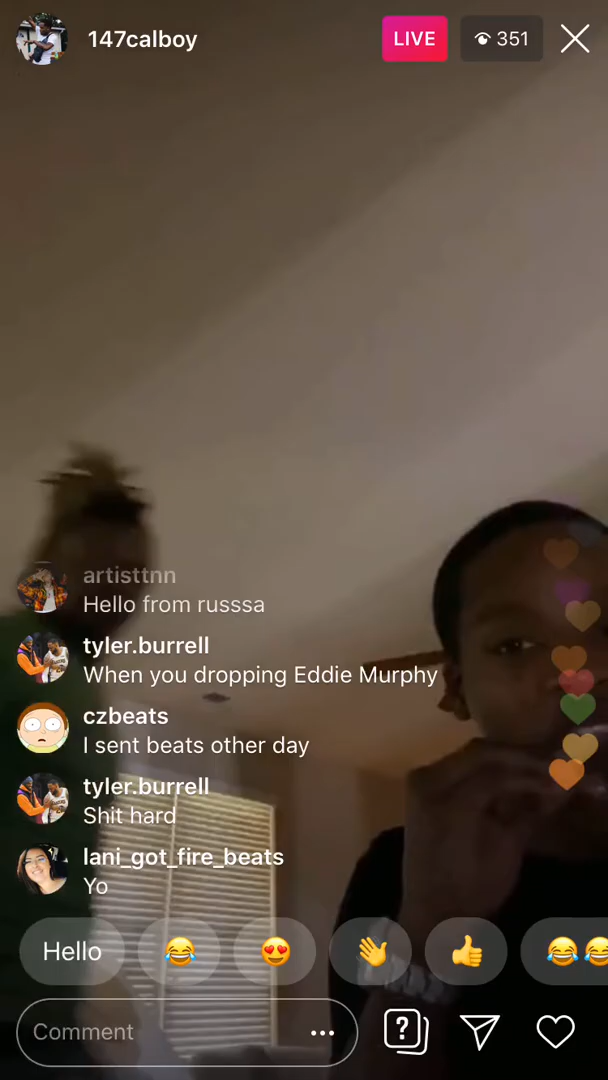 147calboy
LIVE
351
artisttnn
Hello from russsa
tyler.burrell
When you dropping Eddie Murphy
czbeats
I sent beats other day
tyler.burrell
Shit hard
lani_got_fire_beats
Yo
Hello 😂 😍 👋 👍 😂😂
Comment